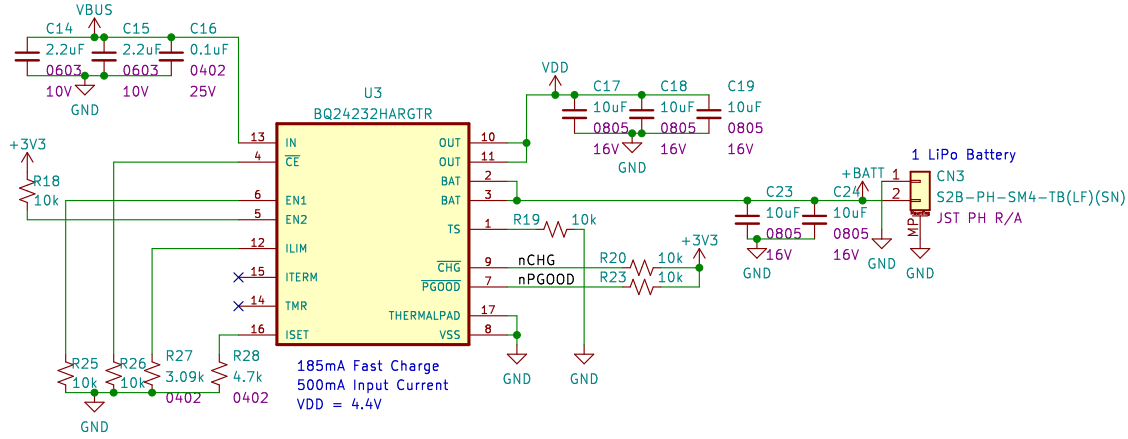 VBUS
C14
2.2uF
0603
10V
C15
2.2uF
0603
10V
C16
0.1uF
0402
25V
GND
U3
BQ24232HARGTR
13 IN
4 CE
6 EN1
5 EN2
12 ILIM
15 ITERM
14 TMR
16 ISET
OUT 10
OUT 11
BAT 2
BAT 3
TS 1
CHG 9
PGOOD 7
THERMALPAD 17
VSS 8
+3V3
R18
10k
R25
10k
R26
10k
R27
3.09k
0402
R28
4.7k
0402
GND
185mA Fast Charge
500mA Input Current
VDD = 4.4V
VDD
C17
10uF
0805
16V
C18
10uF
0805
16V
C19
10uF
0805
16V
GND
R19 10k
nCHG
R20 10k
nPGOOD
R23 10k
+3V3
GND
GND
1 LiPo Battery
+BATT
C23
10uF
0805
16V
C24
10uF
0805
16V
GND
1
2
MP
CN3
S2B-PH-SM4-TB(LF)(SN)
JST PH R/A
GND
GND